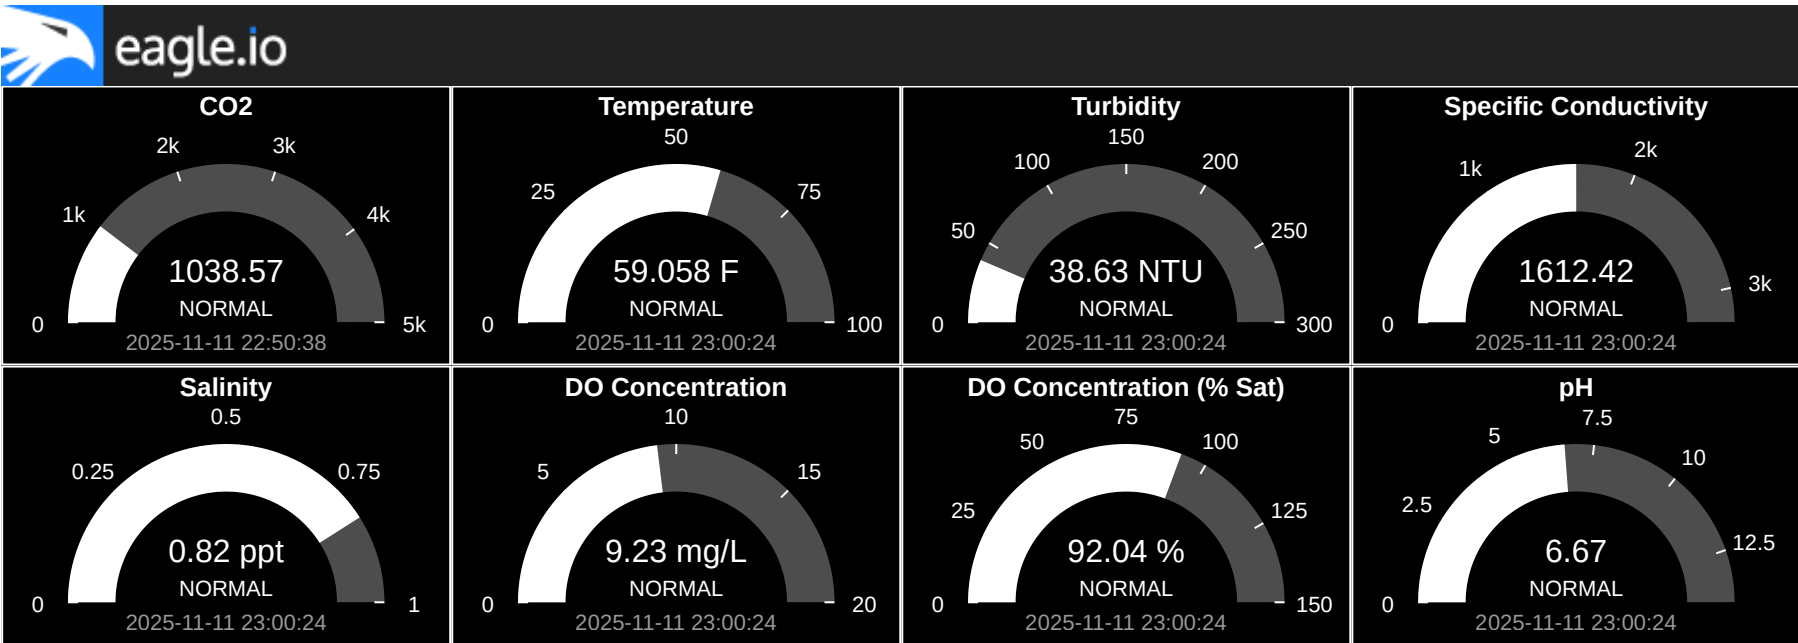 eagle.io
CO2
2k 3k
1k 4k
1038.57
NORMAL
0 5k
2025-11-11 22:50:38
Temperature
50
25 75
59.058 F
NORMAL
0 100
2025-11-11 23:00:24
Turbidity
150
100 200
50 250
38.63 NTU
NORMAL
0 300
2025-11-11 23:00:24
Specific Conductivity
2k
1k
1612.42
3k
NORMAL
0
2025-11-11 23:00:24
Salinity
0.5
0.25 0.75
0.82 ppt
NORMAL
0 1
2025-11-11 23:00:24
DO Concentration
10
5 15
9.23 mg/L
NORMAL
0 20
2025-11-11 23:00:24
DO Concentration (% Sat)
75
50 100
25 125
92.04 %
NORMAL
0 150
2025-11-11 23:00:24
pH
7.5
5 10
2.5
12.5
6.67
NORMAL
0
2025-11-11 23:00:24